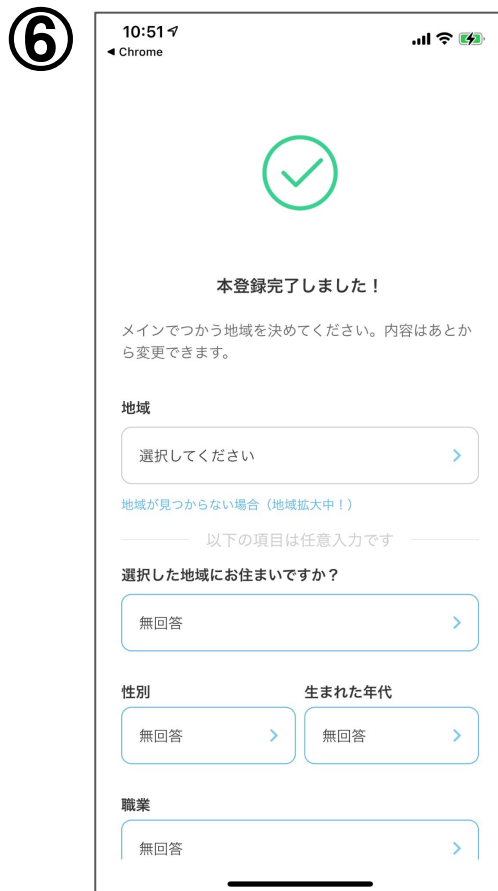 ⑥
10:51
◀ Chrome
本登録完了しました！
メインでつかう地域を決めてください。内容はあとか
ら変更できます。
地域
選択してください
地域が見つからない場合（地域拡大中！）
以下の項目は任意入力です
選択した地域にお住まいですか？
無回答
性別 生まれた年代
無回答 無回答
職業
無回答